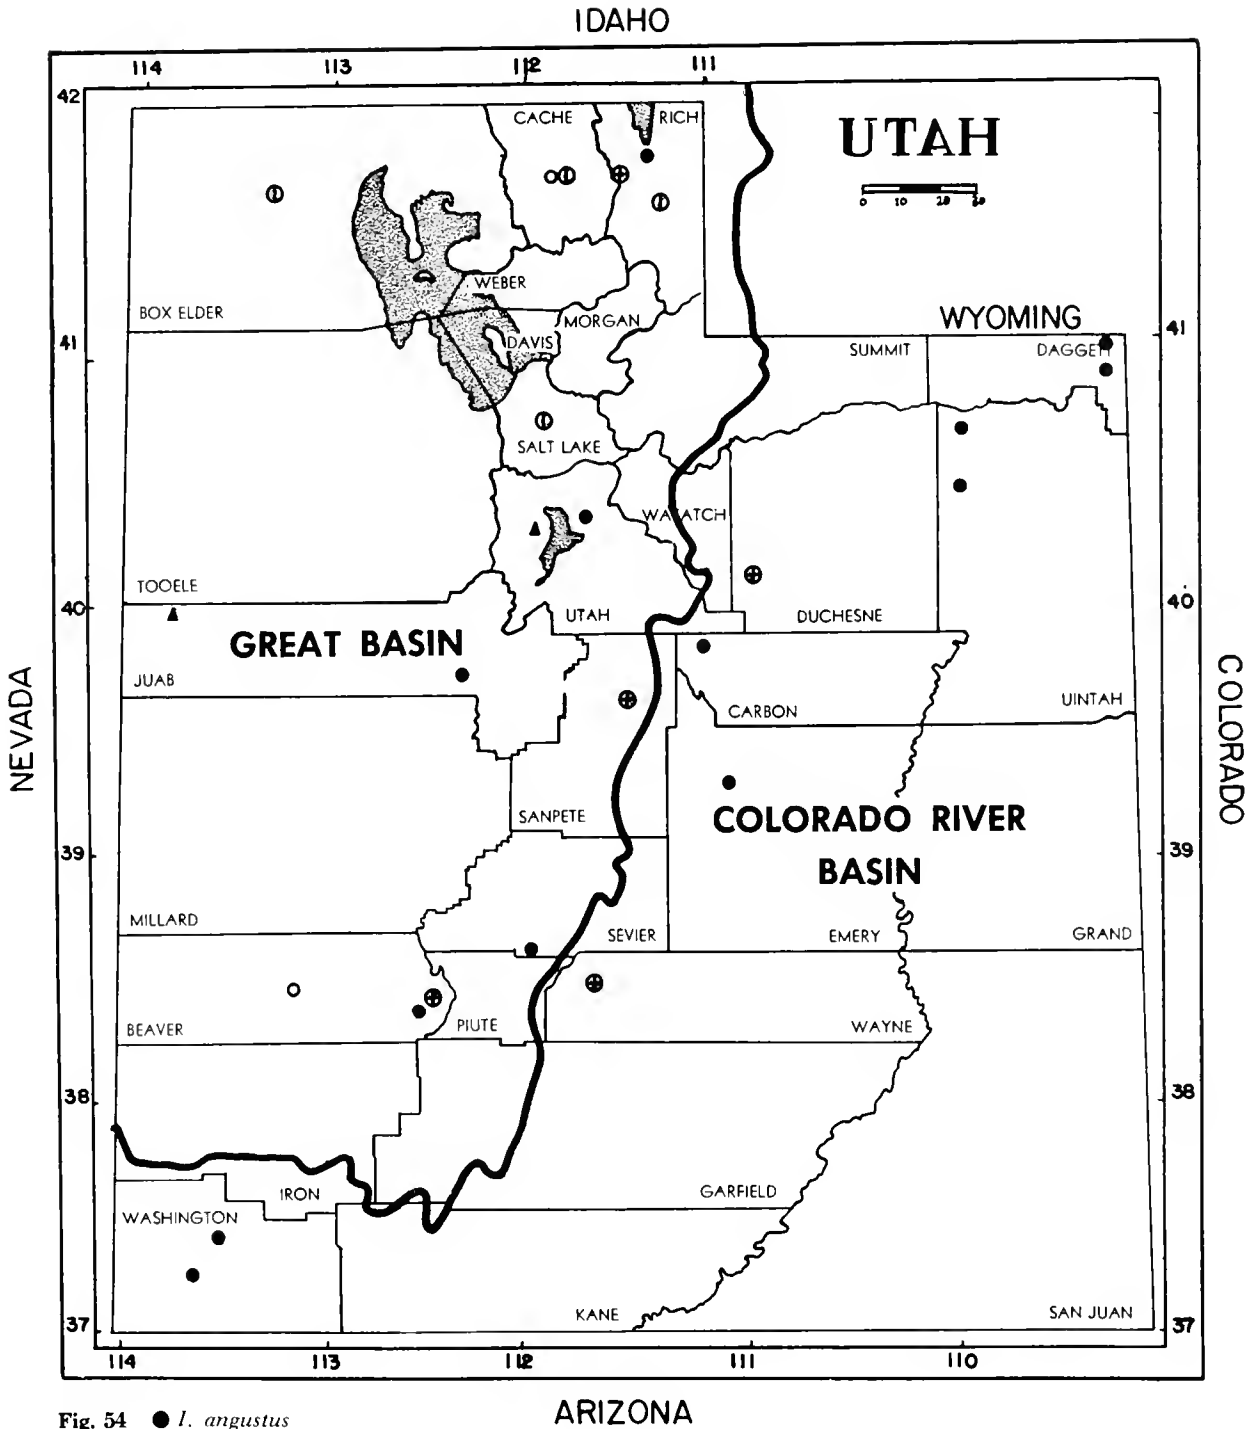 IDAHO
114 113 112 111
42
CACHE RICH
UTAH
0 10 20 30
WEBER
BOX ELDER
MORGAN
WYOMING
DAVIS
41 SUMMIT DAGGETT 41
SALT LAKE
WASATCH
TOOELE
40 UTAH DUCHESNE 40
GREAT BASIN
JUAB
CARBON UINTAH
NEVADA
COLORADO
SANPETE
COLORADO RIVER
BASIN
39 39
MILLARD
SEVIER EMERY GRAND
BEAVER PIUTE WAYNE
38 38
IRON GARFIELD
WASHINGTON
KANE SAN JUAN
37 37
114 113 112 111 110
ARIZONA
Fig. 54 I. angustus